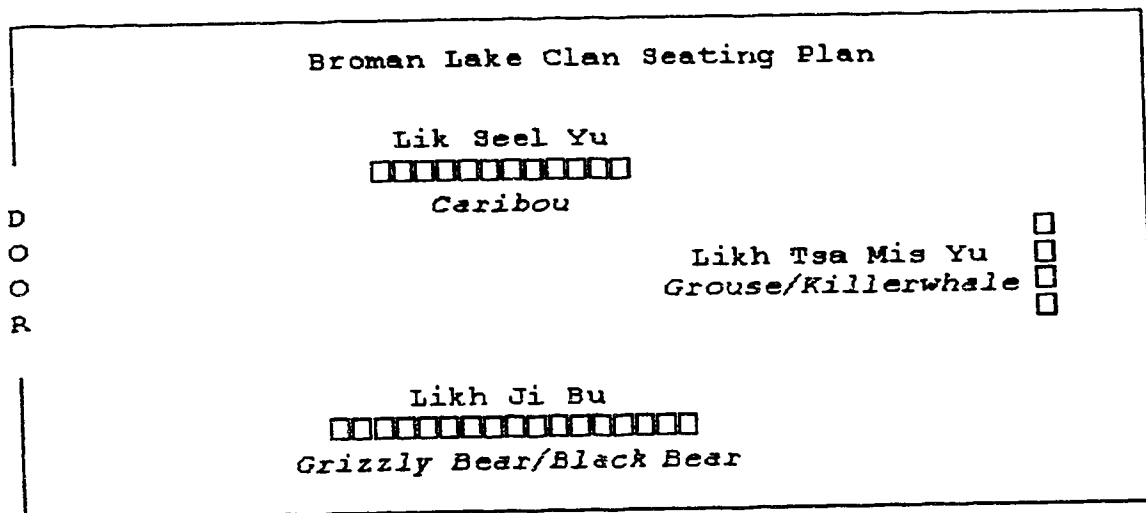 Broman Lake Clan Seating Plan
Lik Seel Yu
Caribou
DOOR
Likh Tsa Mis Yu
Grouse/Killerwhale
Likh Ji Bu
Grizzly Bear/Black Bear